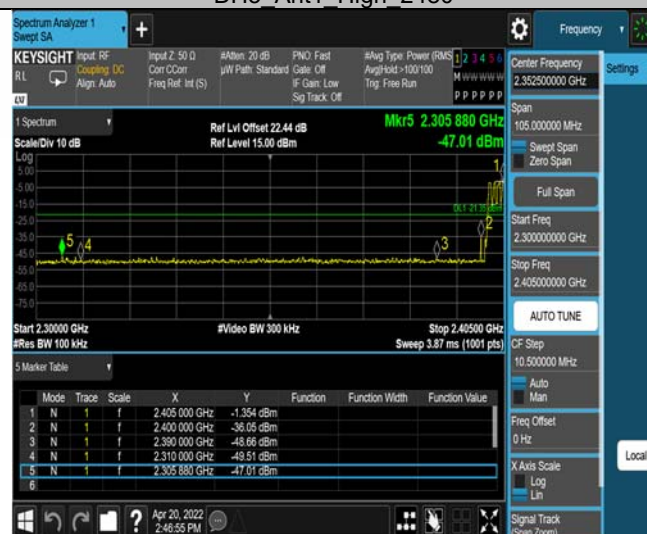 DH5_Ant1_High_2480
Spectrum Analyzer 1
Swept SA
Frequency
KEYSIGHT
RL
LXI
Input: RF
Coupling: DC
Align: Auto
Input Z: 50 Ω
Corr CCorr
Freq Ref: Int (S)
#Atten: 20 dB
µW Path: Standard
PNO: Fast
Gate: Off
IF Gain: Low
Sig Track: Off
#Avg Type: Power (RMS
Avg|Hold:>100/100
Trig: Free Run
1 2 3 4 5 6
M w w w w w
P P P P P P
1 Spectrum
Scale/Div 10 dB
Ref Lvl Offset 22.44 dB
Ref Level 15.00 dBm
Mkr5 2.305 880 GHz
-47.01 dBm
Log
5.00
-5.00
-15.0
-25.0
-35.0
-45.0
-55.0
-65.0
-75.0
1
2
3
4
5
Start 2.30000 GHz
#Res BW 100 kHz
#Video BW 300 kHz
Stop 2.40500 GHz
Sweep 3.87 ms (1001 pts)
5 Marker Table
Mode Trace Scale X Y Function Function Width Function Value
1 N 1 f 2.405 000 GHz -1.354 dBm
2 N 1 f 2.400 000 GHz -36.05 dBm
3 N 1 f 2.390 000 GHz -48.66 dBm
4 N 1 f 2.310 000 GHz -49.51 dBm
5 N 1 f 2.305 880 GHz -47.01 dBm
6
Apr 20, 2022
2:46:55 PM
Center Frequency
2.352500000 GHz
Settings
Span
105.000000 MHz
Swept Span
Zero Span
Full Span
Start Freq
2.300000000 GHz
Stop Freq
2.405000000 GHz
AUTO TUNE
CF Step
10.500000 MHz
Auto
Man
Freq Offset
0 Hz
Local
X Axis Scale
Log
Lin
Signal Track
(Span Zoom)